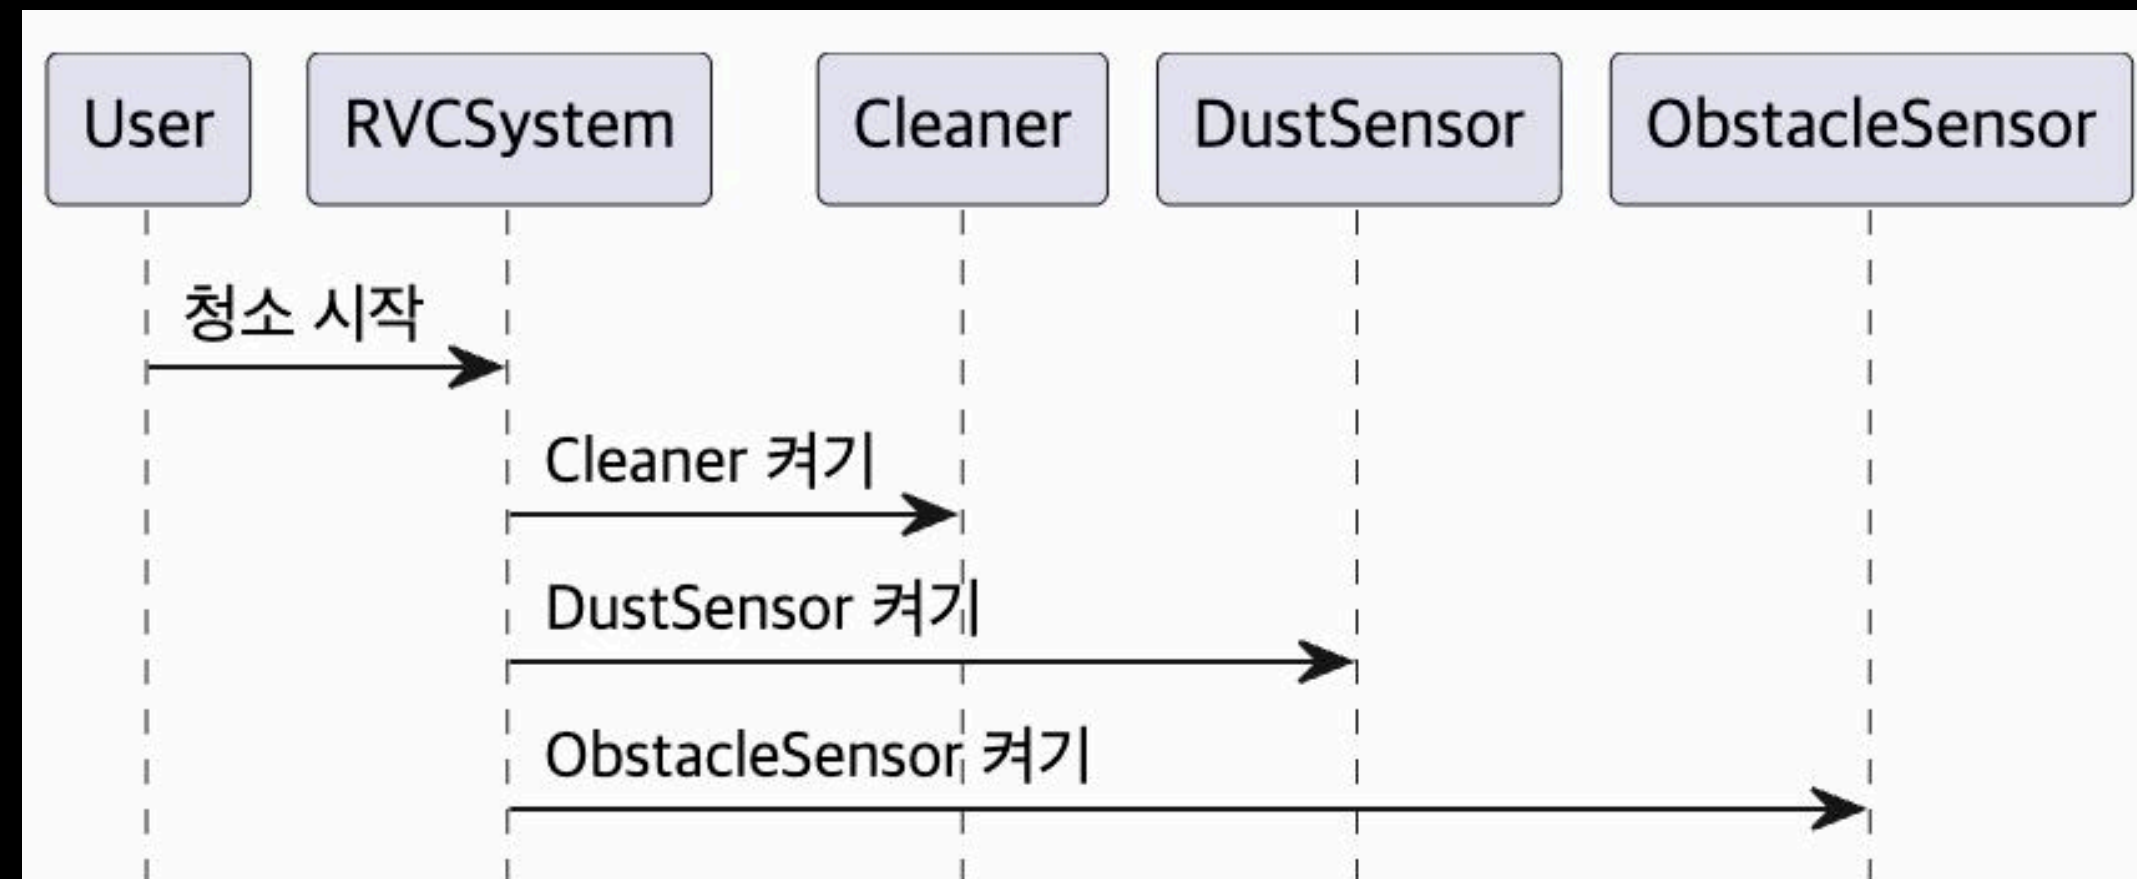 User
RVCSystem
Cleaner
DustSensor
ObstacleSensor
청소 시작
Cleaner 켜기
DustSensor 켜기
ObstacleSensor 켜기